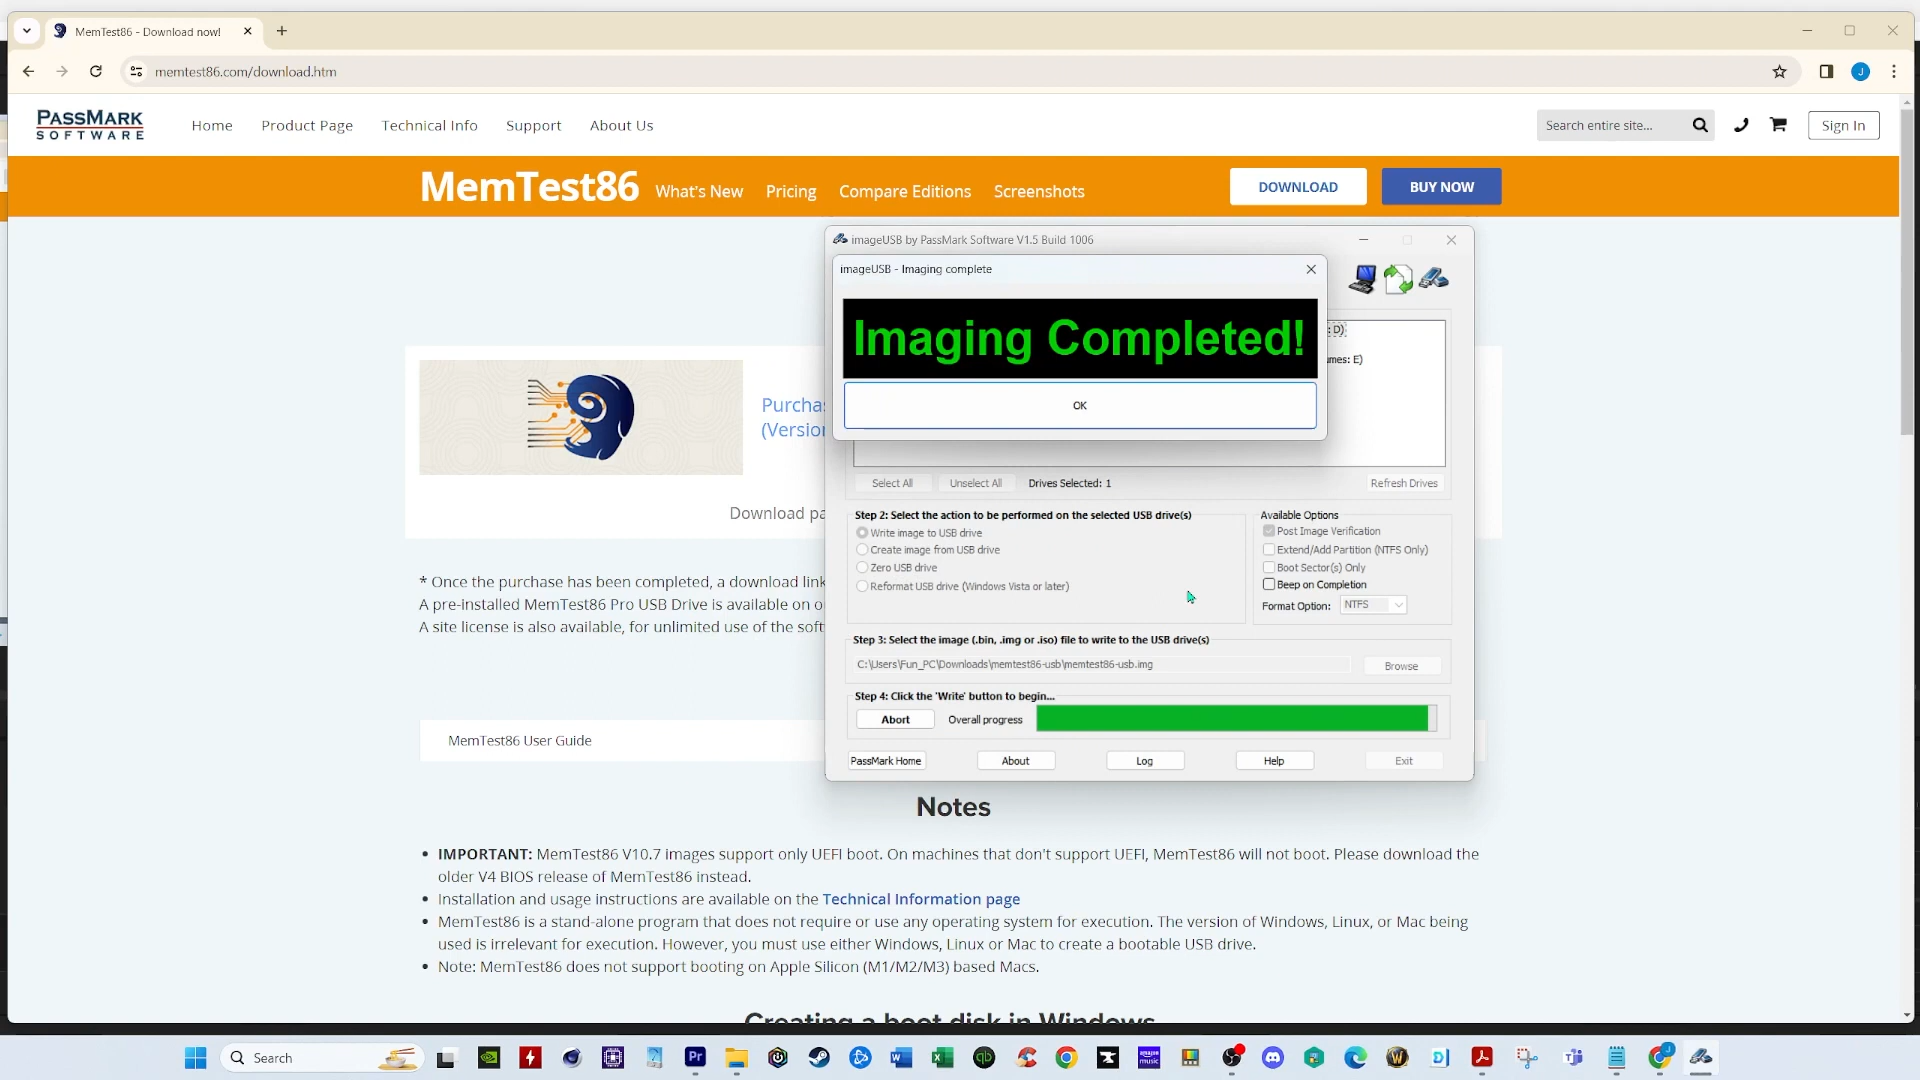 MemTest86 - Download now!
memtest86.com/download.htm
J
PASSMARK
SOFTWARE
Home
Product Page
Technical Info
Support
About Us
Search entire site...
Sign In
MemTest86
What's New
Pricing
Compare Editions
Screenshots
DOWNLOAD
BUY NOW
imageUSB by PassMark Software V1.5 Build 1006
imageUSB - Imaging complete
Imaging Completed!
OK
: D)
umes: E)
Purcha
(Version
Download pa
Select All
Unselect All
Drives Selected: 1
Refresh Drives
Step 2: Select the action to be performed on the selected USB drive(s)
Write image to USB drive
Create image from USB drive
Zero USB drive
Reformat USB drive (Windows Vista or later)
Available Options
Post Image Verification
Extend/Add Partition (NTFS Only)
Boot Sector(s) Only
Beep on Completion
Format Option:
NTFS
* Once the purchase has been completed, a download link
A pre-installed MemTest86 Pro USB Drive is available on o
A site license is also available, for unlimited use of the soft
Step 3: Select the image (.bin, .img or .iso) file to write to the USB drive(s)
C:\Users\Fun_PC\Downloads\memtest86-usb\memtest86-usb.img
Browse
Step 4: Click the 'Write' button to begin...
Abort
Overall progress
MemTest86 User Guide
PassMark Home
About
Log
Help
Exit
Notes
IMPORTANT: MemTest86 V10.7 images support only UEFI boot. On machines that don't support UEFI, MemTest86 will not boot. Please download the
older V4 BIOS release of MemTest86 instead.
Installation and usage instructions are available on the Technical Information page
MemTest86 is a stand-alone program that does not require or use any operating system for execution. The version of Windows, Linux, or Mac being
used is irrelevant for execution. However, you must use either Windows, Linux or Mac to create a bootable USB drive.
Note: MemTest86 does not support booting on Apple Silicon (M1/M2/M3) based Macs.
Creating a boot disk in Windows
Search
Pr
qb